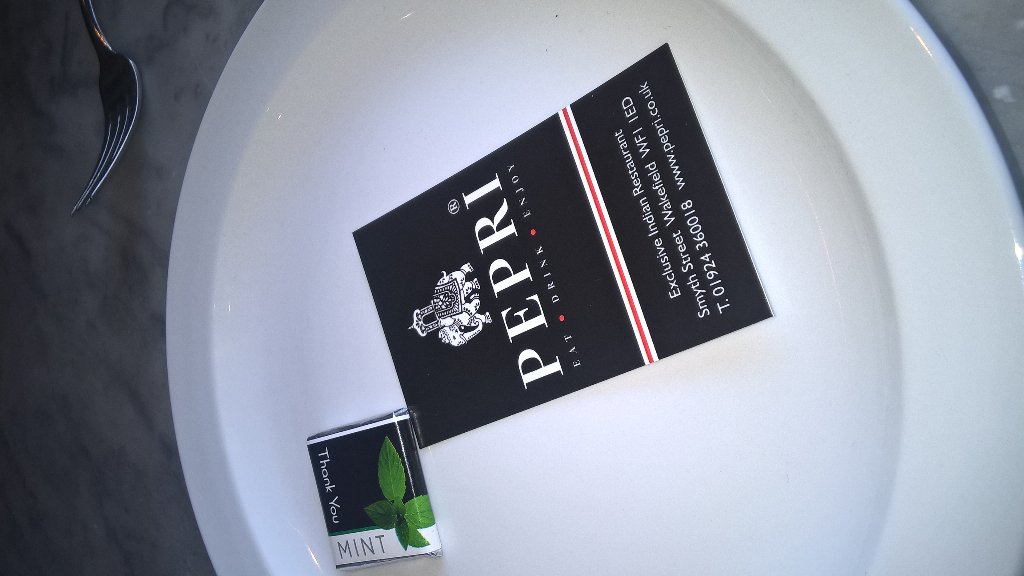 PEPRI®
EAT • DRINK • ENJOY
Exclusive Indian Restaurant
Smyth Street Wakefield WF1 1ED
T. 01924 360018 www.pepri.co.uk
Thank You
MINT